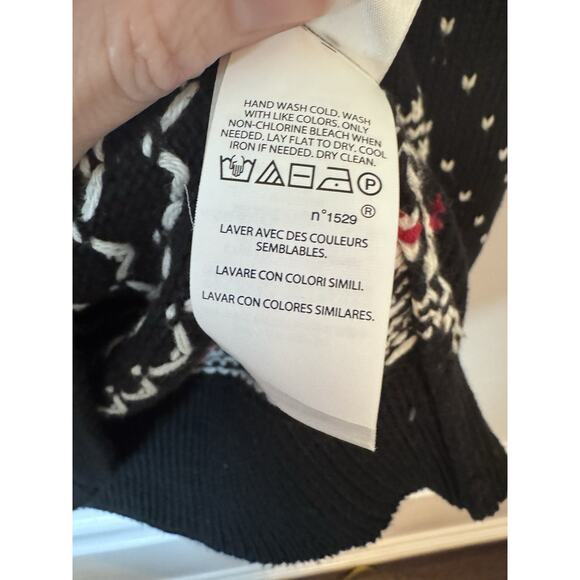 HAND WASH COLD. WASH
WITH LIKE COLORS. ONLY
NON-CHLORINE BLEACH WHEN
NEEDED. LAY FLAT TO DRY. COOL
IRON IF NEEDED. DRY CLEAN.
P
n°1529 ®
LAVER AVEC DES COULEURS
SEMBLABLES.
LAVARE CON COLORI SIMILI.
LAVAR CON COLORES SIMILARES.